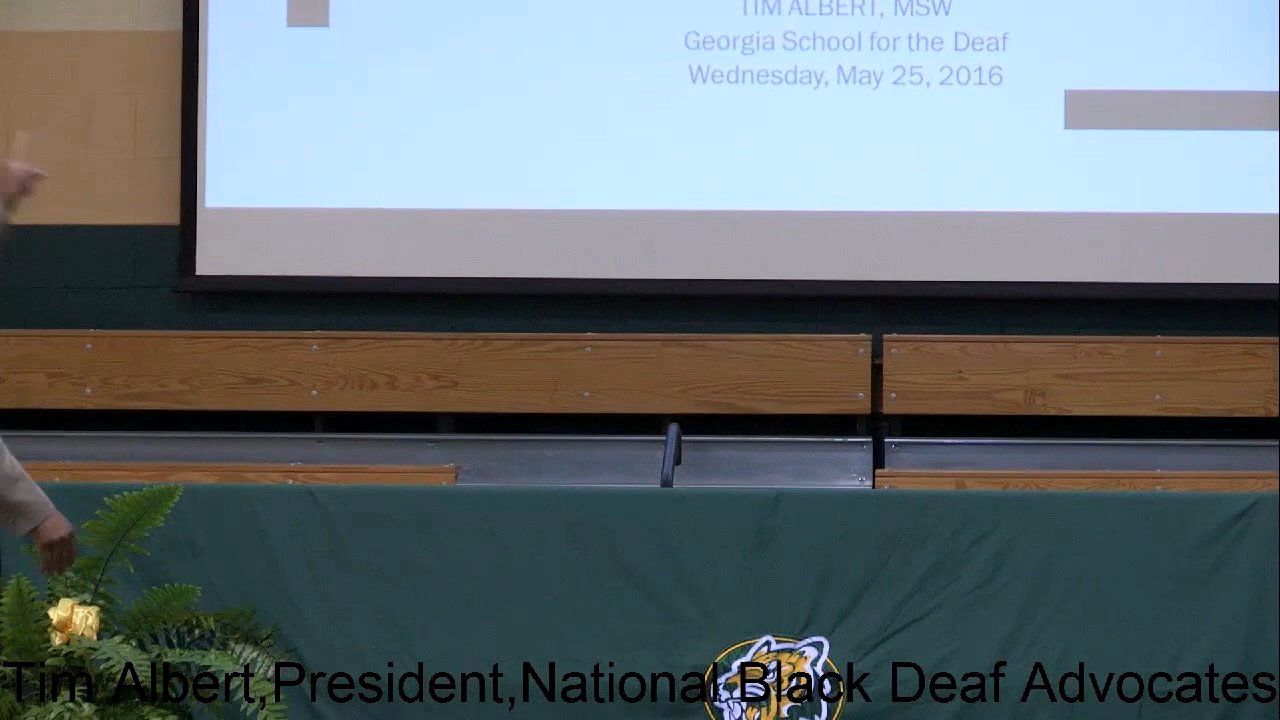 TIM ALBERT, MSW
Georgia School for the Deaf
Wednesday, May 25, 2016
Tim Albert,President,National Black Deaf Advocates